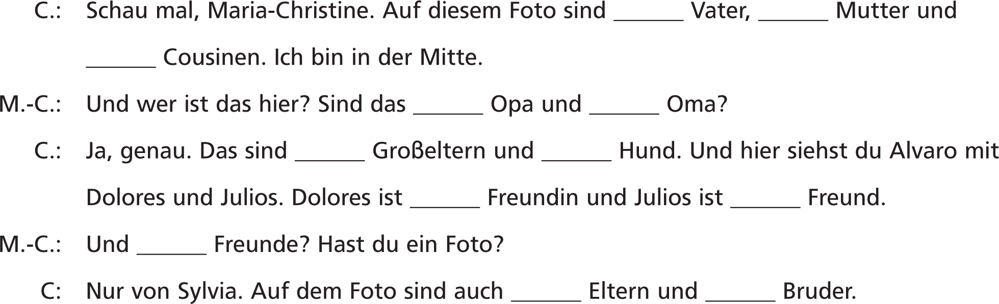 C.: Schau mal, Maria-Christine. Auf diesem Foto sind ______ Vater, ______ Mutter und
______ Cousinen. Ich bin in der Mitte.
M.-C.: Und wer ist das hier? Sind das ______ Opa und ______ Oma?
C.: Ja, genau. Das sind ______ Großeltern und ______ Hund. Und hier siehst du Alvaro mit
Dolores und Julios. Dolores ist ______ Freundin und Julios ist ______ Freund.
M.-C.: Und ______ Freunde? Hast du ein Foto?
C: Nur von Sylvia. Auf dem Foto sind auch ______ Eltern und ______ Bruder.